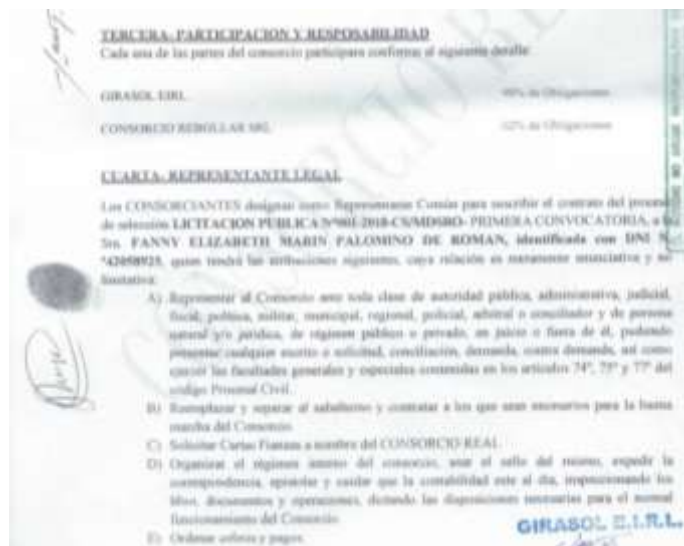 TERCERA- PARTICIPACION Y RESPOSABILIDAD
Cada una de las partes del consorcio participara conforme al siguiente detalle
GIRASOL EIRL
de Obligaciones
CONSORCIO REBGULLAR SRL
de Obligaciones
CUARTA- REPRESENTANTE LEGAL
Los CONSORCIANTES designan como Representante Común para suscribir el contrato del proceso
de selección LICITACION PUBLICA N°001-2018-CS/MDSBO- PRIMERA CONVOCATORIA, a la
Sra. FANNY ELIZABETH MARIN PALOMINO DE ROMAN, identificada con DNI N
quien tendrá las atribuciones siguientes, cuya relación es meramente enunciativa y no
limitativa:
A) Representar al Consorcio ante toda clase de autoridad pública, administrativa, judicial,
fiscal, política, militar, municipal, regional, policial, arbitral o conciliador y de persona
natural y/o jurídica, de régimen público o privado, en juicio o fuera de él, pudiendo
presentar cualquier escrito o solicitud, conciliación, demanda, contra demanda, así como
ejercer las facultades generales y especiales contenidas en los artículos 74°, 75° y 77° del
código Procesal Civil.
B) Reemplazar y separar al subalterno y contratar a los que sean necesarios para la buena
marcha del Consorcio.
C) Solicitar Cartas Fianzas a nombre del CONSORCIO REAL
D) Organizar el régimen interno del consorcio, usar el sello del mismo, expedir la
correspondencia, epistolar y cuidar que la contabilidad este al día, inspeccionando los
libro, documentos y operaciones, dictando las disposiciones necesarias para el normal
funcionamiento del Consorcio.
E) Ordenar cobros y pagos.
GIRASOL E.I.R.L.